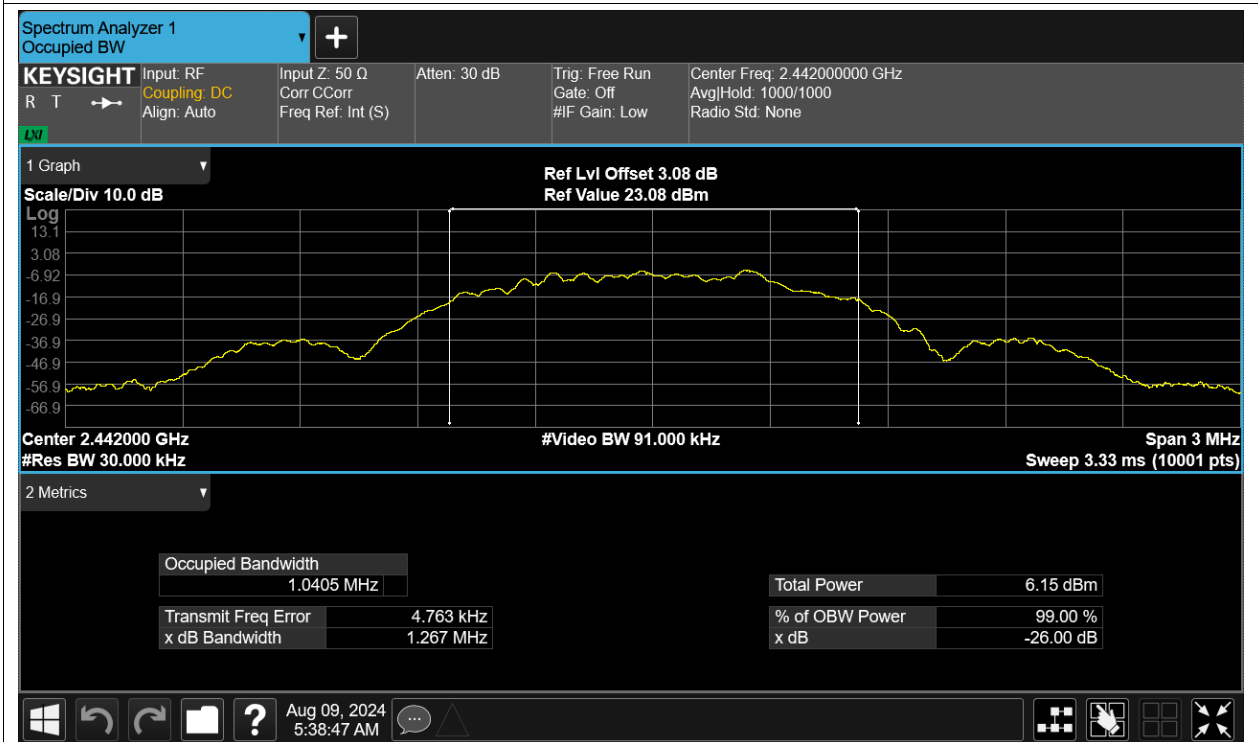 Spectrum Analyzer 1
Occupied BW
KEYSIGHT
R T
LXI
Input: RF
Coupling: DC
Align: Auto
Input Z: 50 Ω
Corr CCorr
Freq Ref: Int (S)
Atten: 30 dB
Trig: Free Run
Gate: Off
#IF Gain: Low
Center Freq: 2.442000000 GHz
Avg|Hold: 1000/1000
Radio Std: None
1 Graph
Scale/Div 10.0 dB
Ref Lvl Offset 3.08 dB
Ref Value 23.08 dBm
Log
13.1
3.08
-6.92
-16.9
-26.9
-36.9
-46.9
-56.9
-66.9
Center 2.442000 GHz
#Video BW 91.000 kHz
Span 3 MHz
#Res BW 30.000 kHz
Sweep 3.33 ms (10001 pts)
2 Metrics
Occupied Bandwidth
1.0405 MHz
Total Power 6.15 dBm
Transmit Freq Error 4.763 kHz
% of OBW Power 99.00 %
x dB Bandwidth 1.267 MHz
x dB -26.00 dB
?
Aug 09, 2024
5:38:47 AM